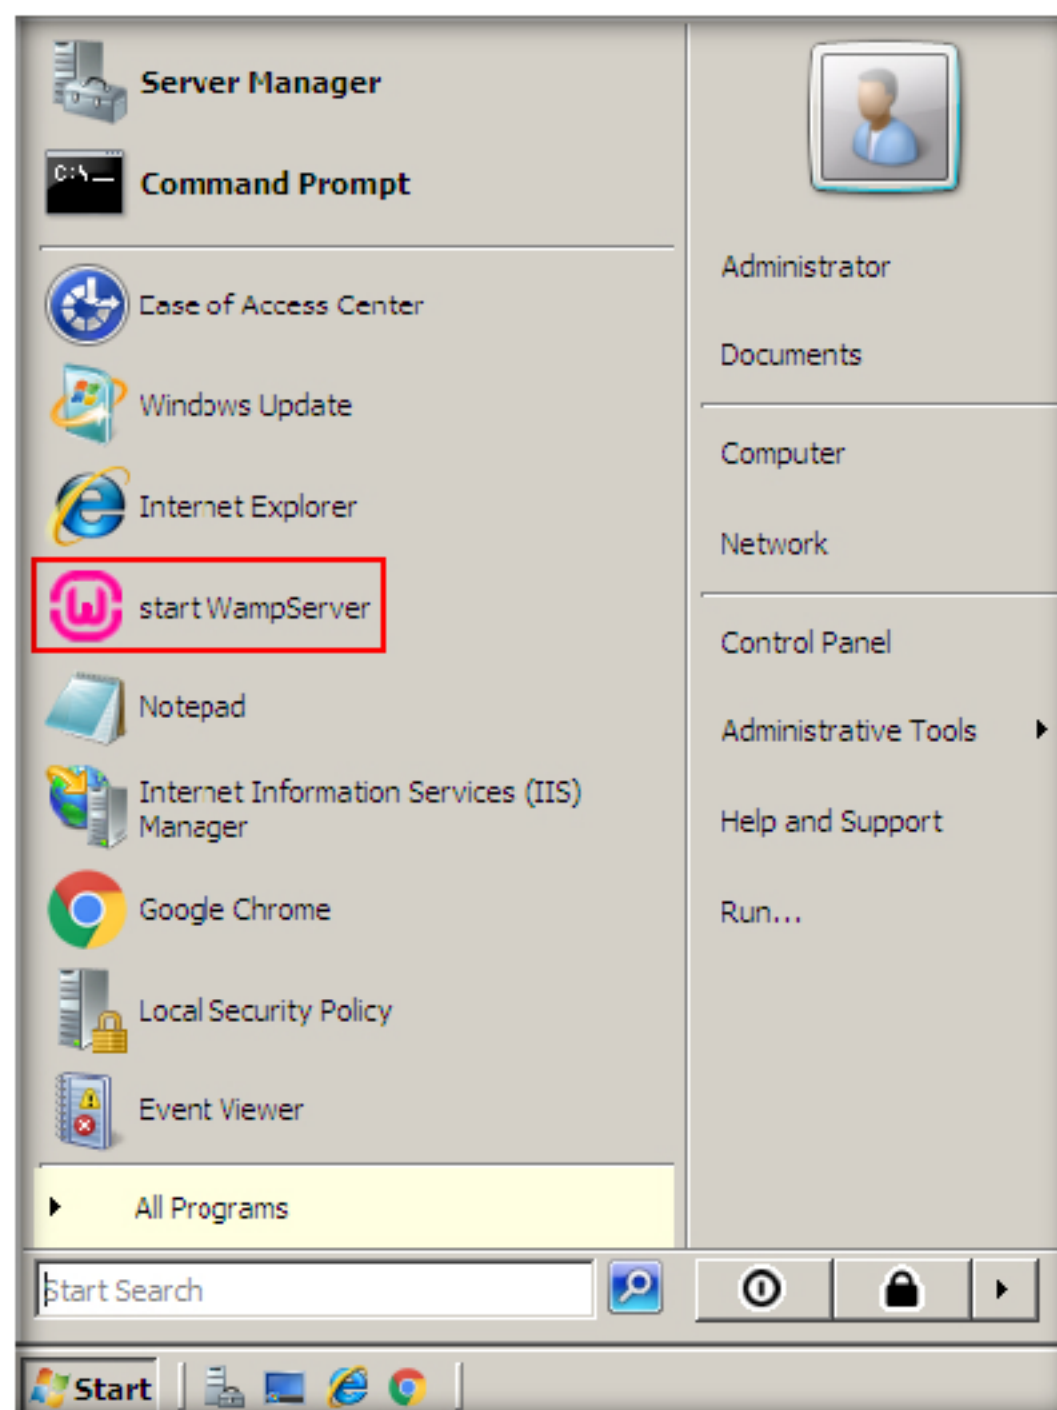 Server Manager
C:\_
Command Prompt
Ease of Access Center
Windows Update
Internet Explorer
start WampServer
Notepad
Internet Information Services (IIS)
Manager
Google Chrome
Local Security Policy
Event Viewer
All Programs
Start Search
Administrator
Documents
Computer
Network
Control Panel
Administrative Tools
Help and Support
Run...
Start